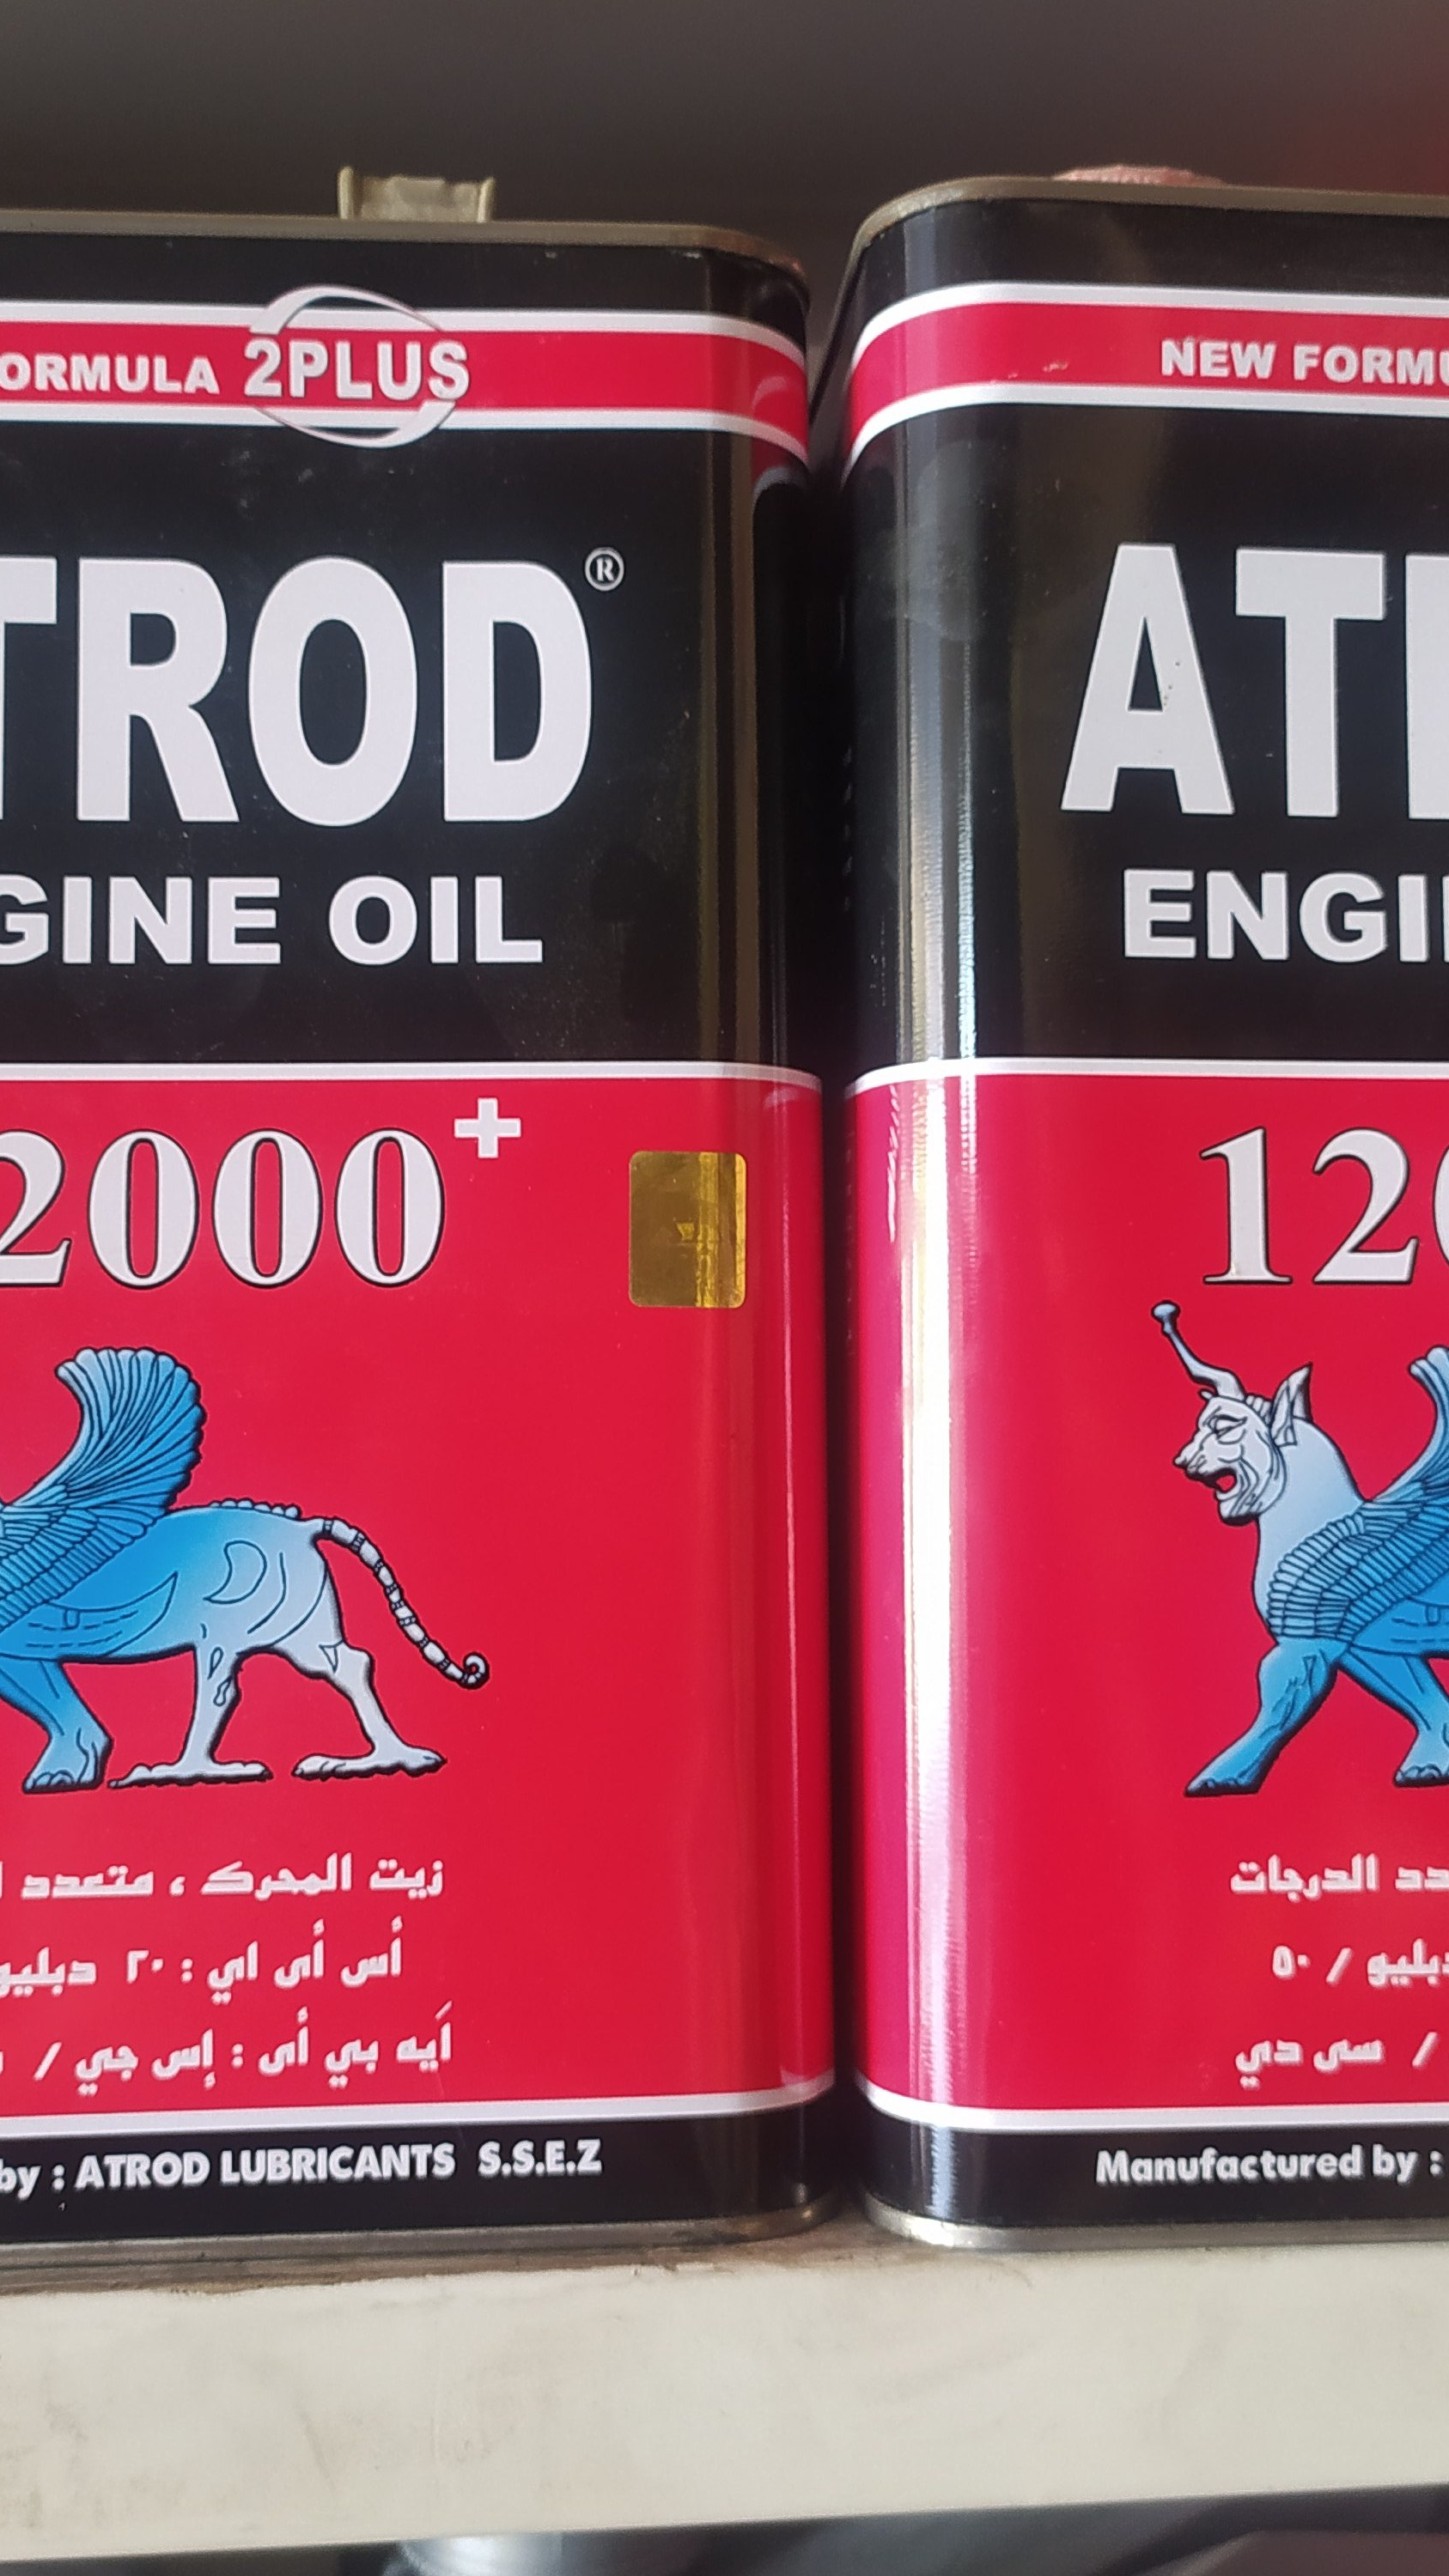 ORMULA 2PLUS
TROD®
GINE OIL
2000+
زيت المحرك ، متعدد
أس أى اي : ٢٠ دبليو
أيه بي أى : إس جي /
by : ATROD LUBRICANTS S.S.E.Z
NEW FORMU
AT
ENGI
120
دد الدرجات
دبليو / ٥٠
/ سى دي
Manufactured by :